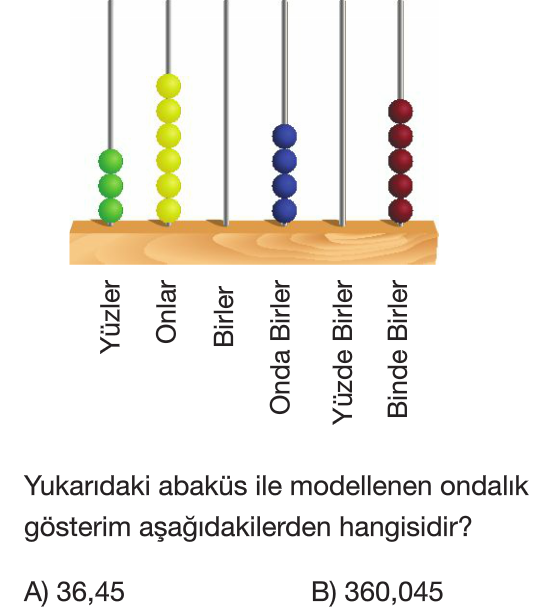 Yüzler
Onlar
Birler
Onda Birler
Yüzde Birler
Binde Birler
Yukarıdaki abaküs ile modellenen ondalık
gösterim aşağıdakilerden hangisidir?
A) 36,45 B) 360,045